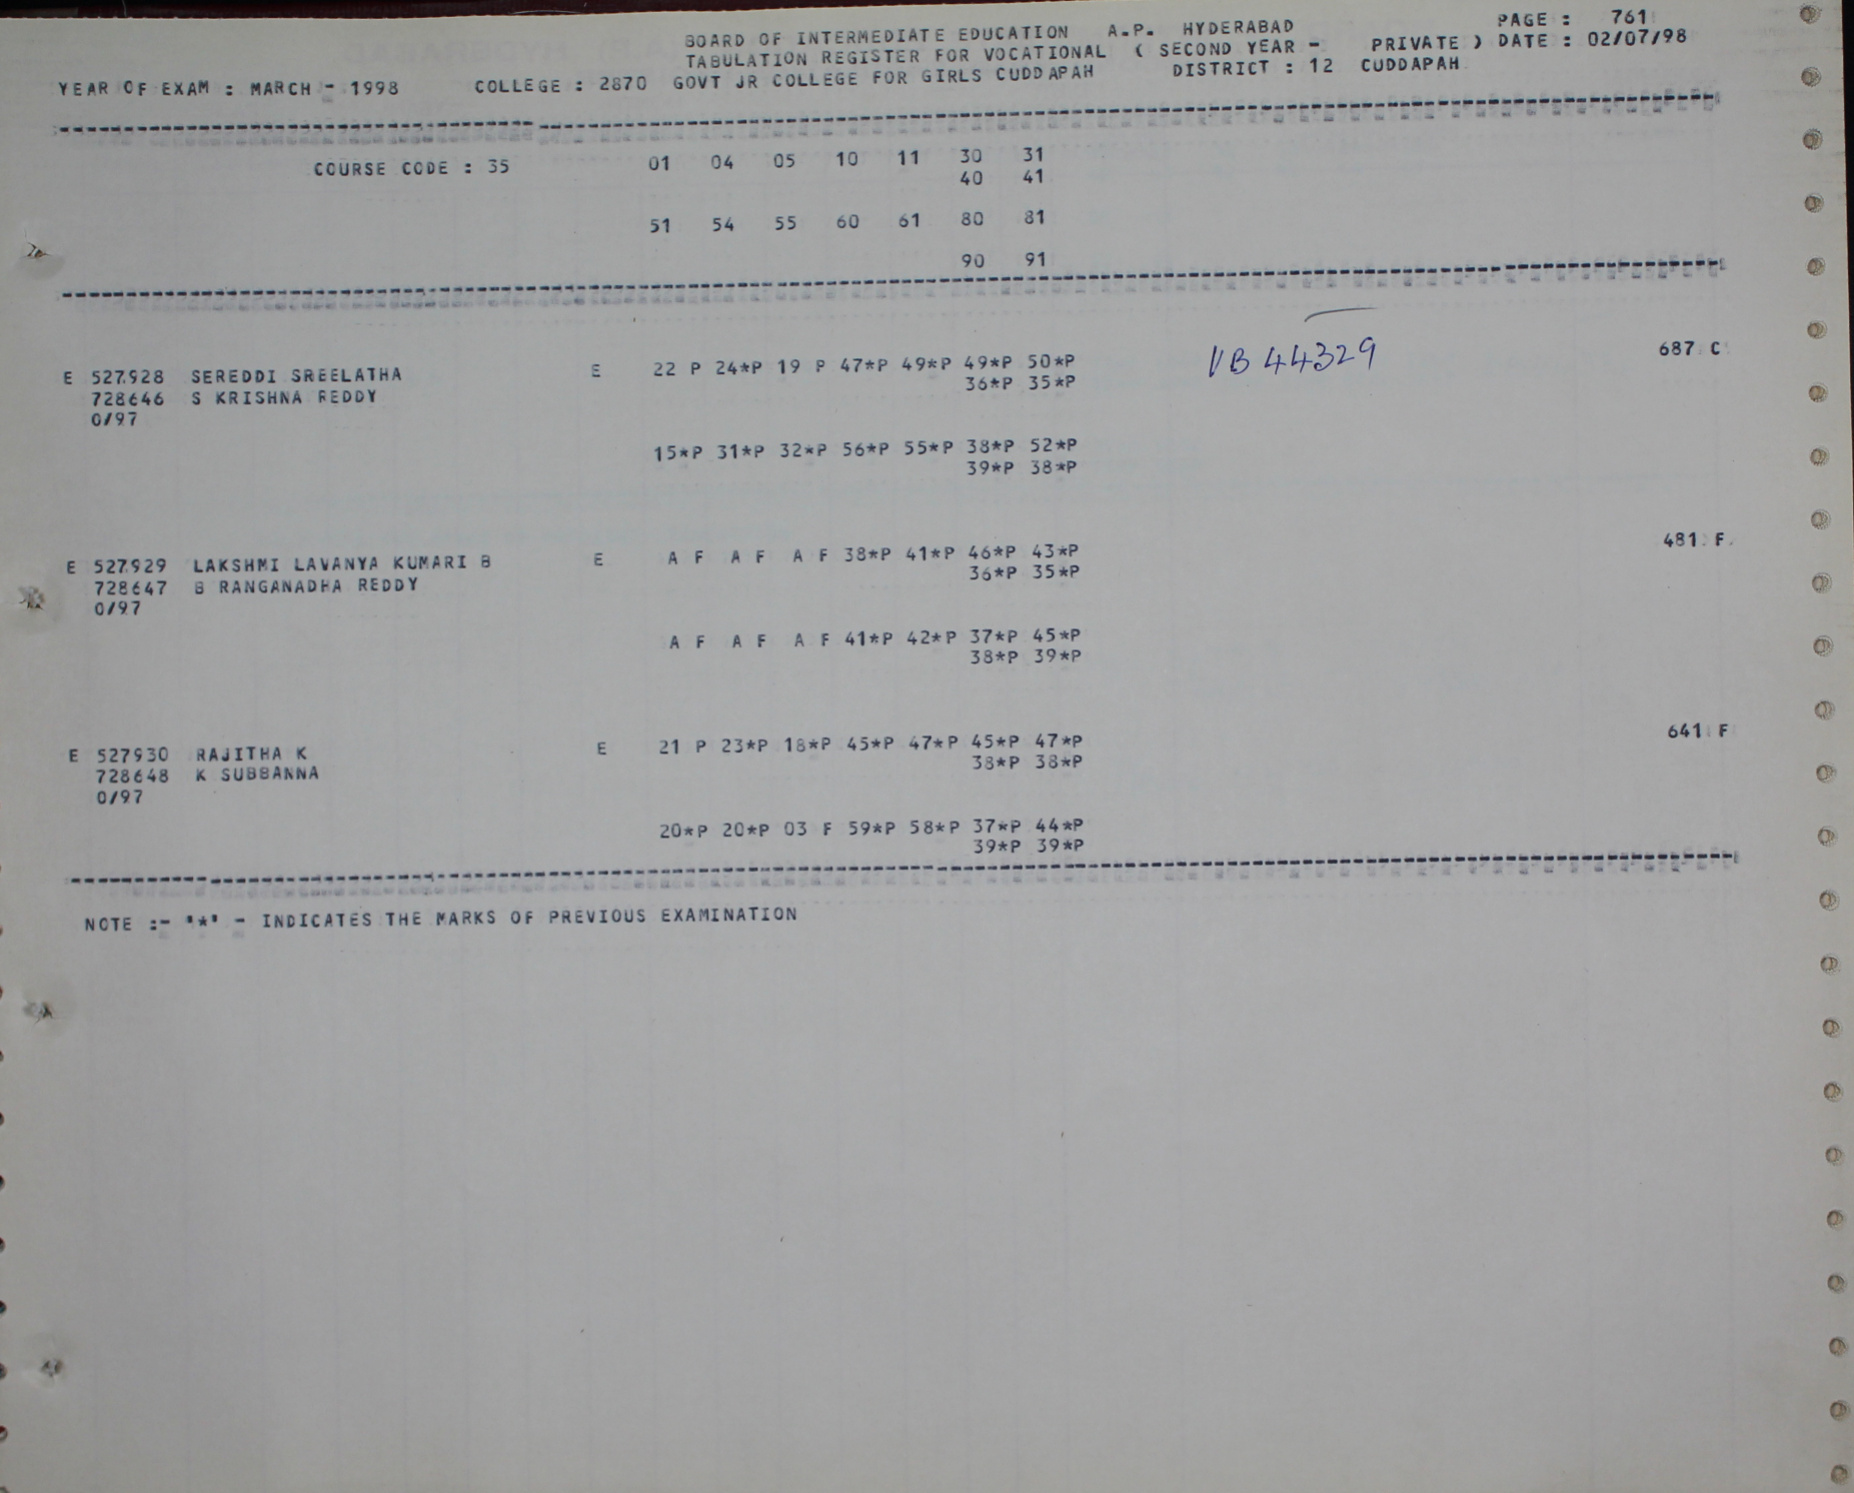 BOARD OF INTERMEDIATE EDUCATION A.P. HYDERABAD PAGE : 761
TABULATION REGISTER FOR VOCATIONAL ( SECOND YEAR - PRIVATE ) DATE : 02/07/98
YEAR OF EXAM : MARCH - 1998 COLLEGE : 2870 GOVT JR COLLEGE FOR GIRLS CUDDAPAH DISTRICT : 12 CUDDAPAH
COURSE CODE : 35 01 04 05 10 11 30 31
40 41
51 54 55 60 61 80 81
90 91
E 527928 SEREDDI SREELATHA E 22 P 24*P 19 P 47*P 49*P 49*P 50*P VB 44329 687 C
728646 S KRISHNA REDDY 36*P 35*P
0/97
15*P 31*P 32*P 56*P 55*P 38*P 52*P
39*P 38*P
E 527929 LAKSHMI LAVANYA KUMARI B E A F A F A F 38*P 41*P 46*P 43*P 481 F
728647 B RANGANADHA REDDY 36*P 35*P
0/97
A F A F A F 41*P 42*P 37*P 45*P
38*P 39*P
E 527930 RAJITHA K E 21 P 23*P 18*P 45*P 47*P 45*P 47*P 641 F
728648 K SUBBANNA 38*P 38*P
0/97
20*P 20*P 03 F 59*P 58*P 37*P 44*P
39*P 39*P
NOTE :- '*' - INDICATES THE MARKS OF PREVIOUS EXAMINATION